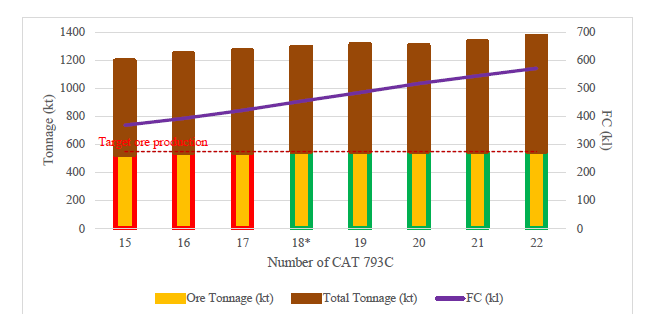 1400
1200
1000
800
600
400
200
0
Tonnage (kt)
Target ore production
700
600
500
400
300
200
100
0
FC (kl)
15 16 17 18* 19 20 21 22
Number of CAT 793C
Ore Tonnage (kt) Total Tonnage (kt) FC (kl)